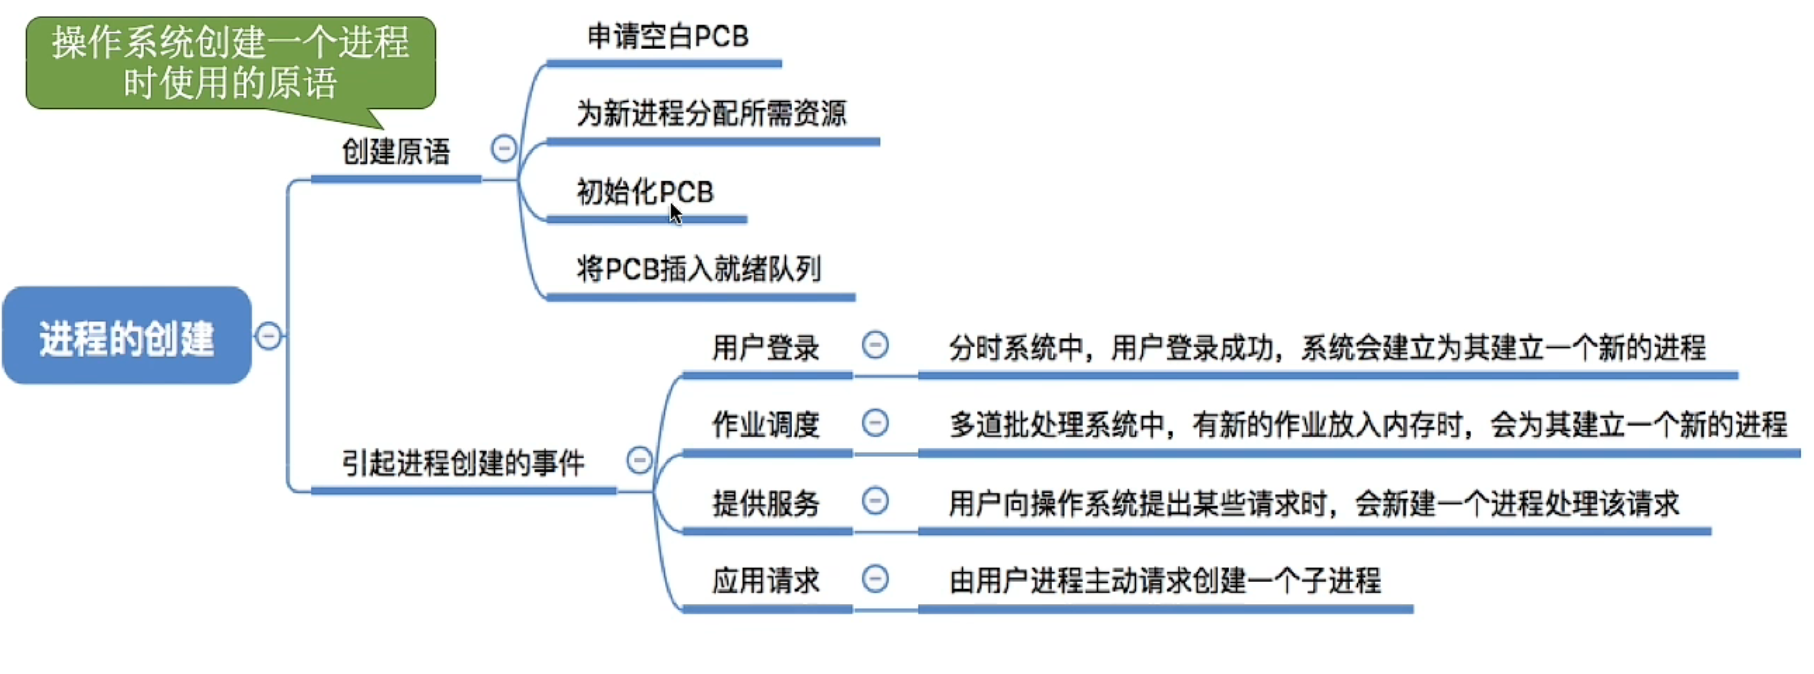 操作系统创建一个进程
时使用的原语
申请空白PCB
为新进程分配所需资源
创建原语
初始化PCB
将PCB插入就绪队列
进程的创建
用户登录
分时系统中，用户登录成功，系统会建立为其建立一个新的进程
作业调度
多道批处理系统中，有新的作业放入内存时，会为其建立一个新的进程
引起进程创建的事件
提供服务
用户向操作系统提出某些请求时，会新建一个进程处理该请求
应用请求
由用户进程主动请求创建一个子进程